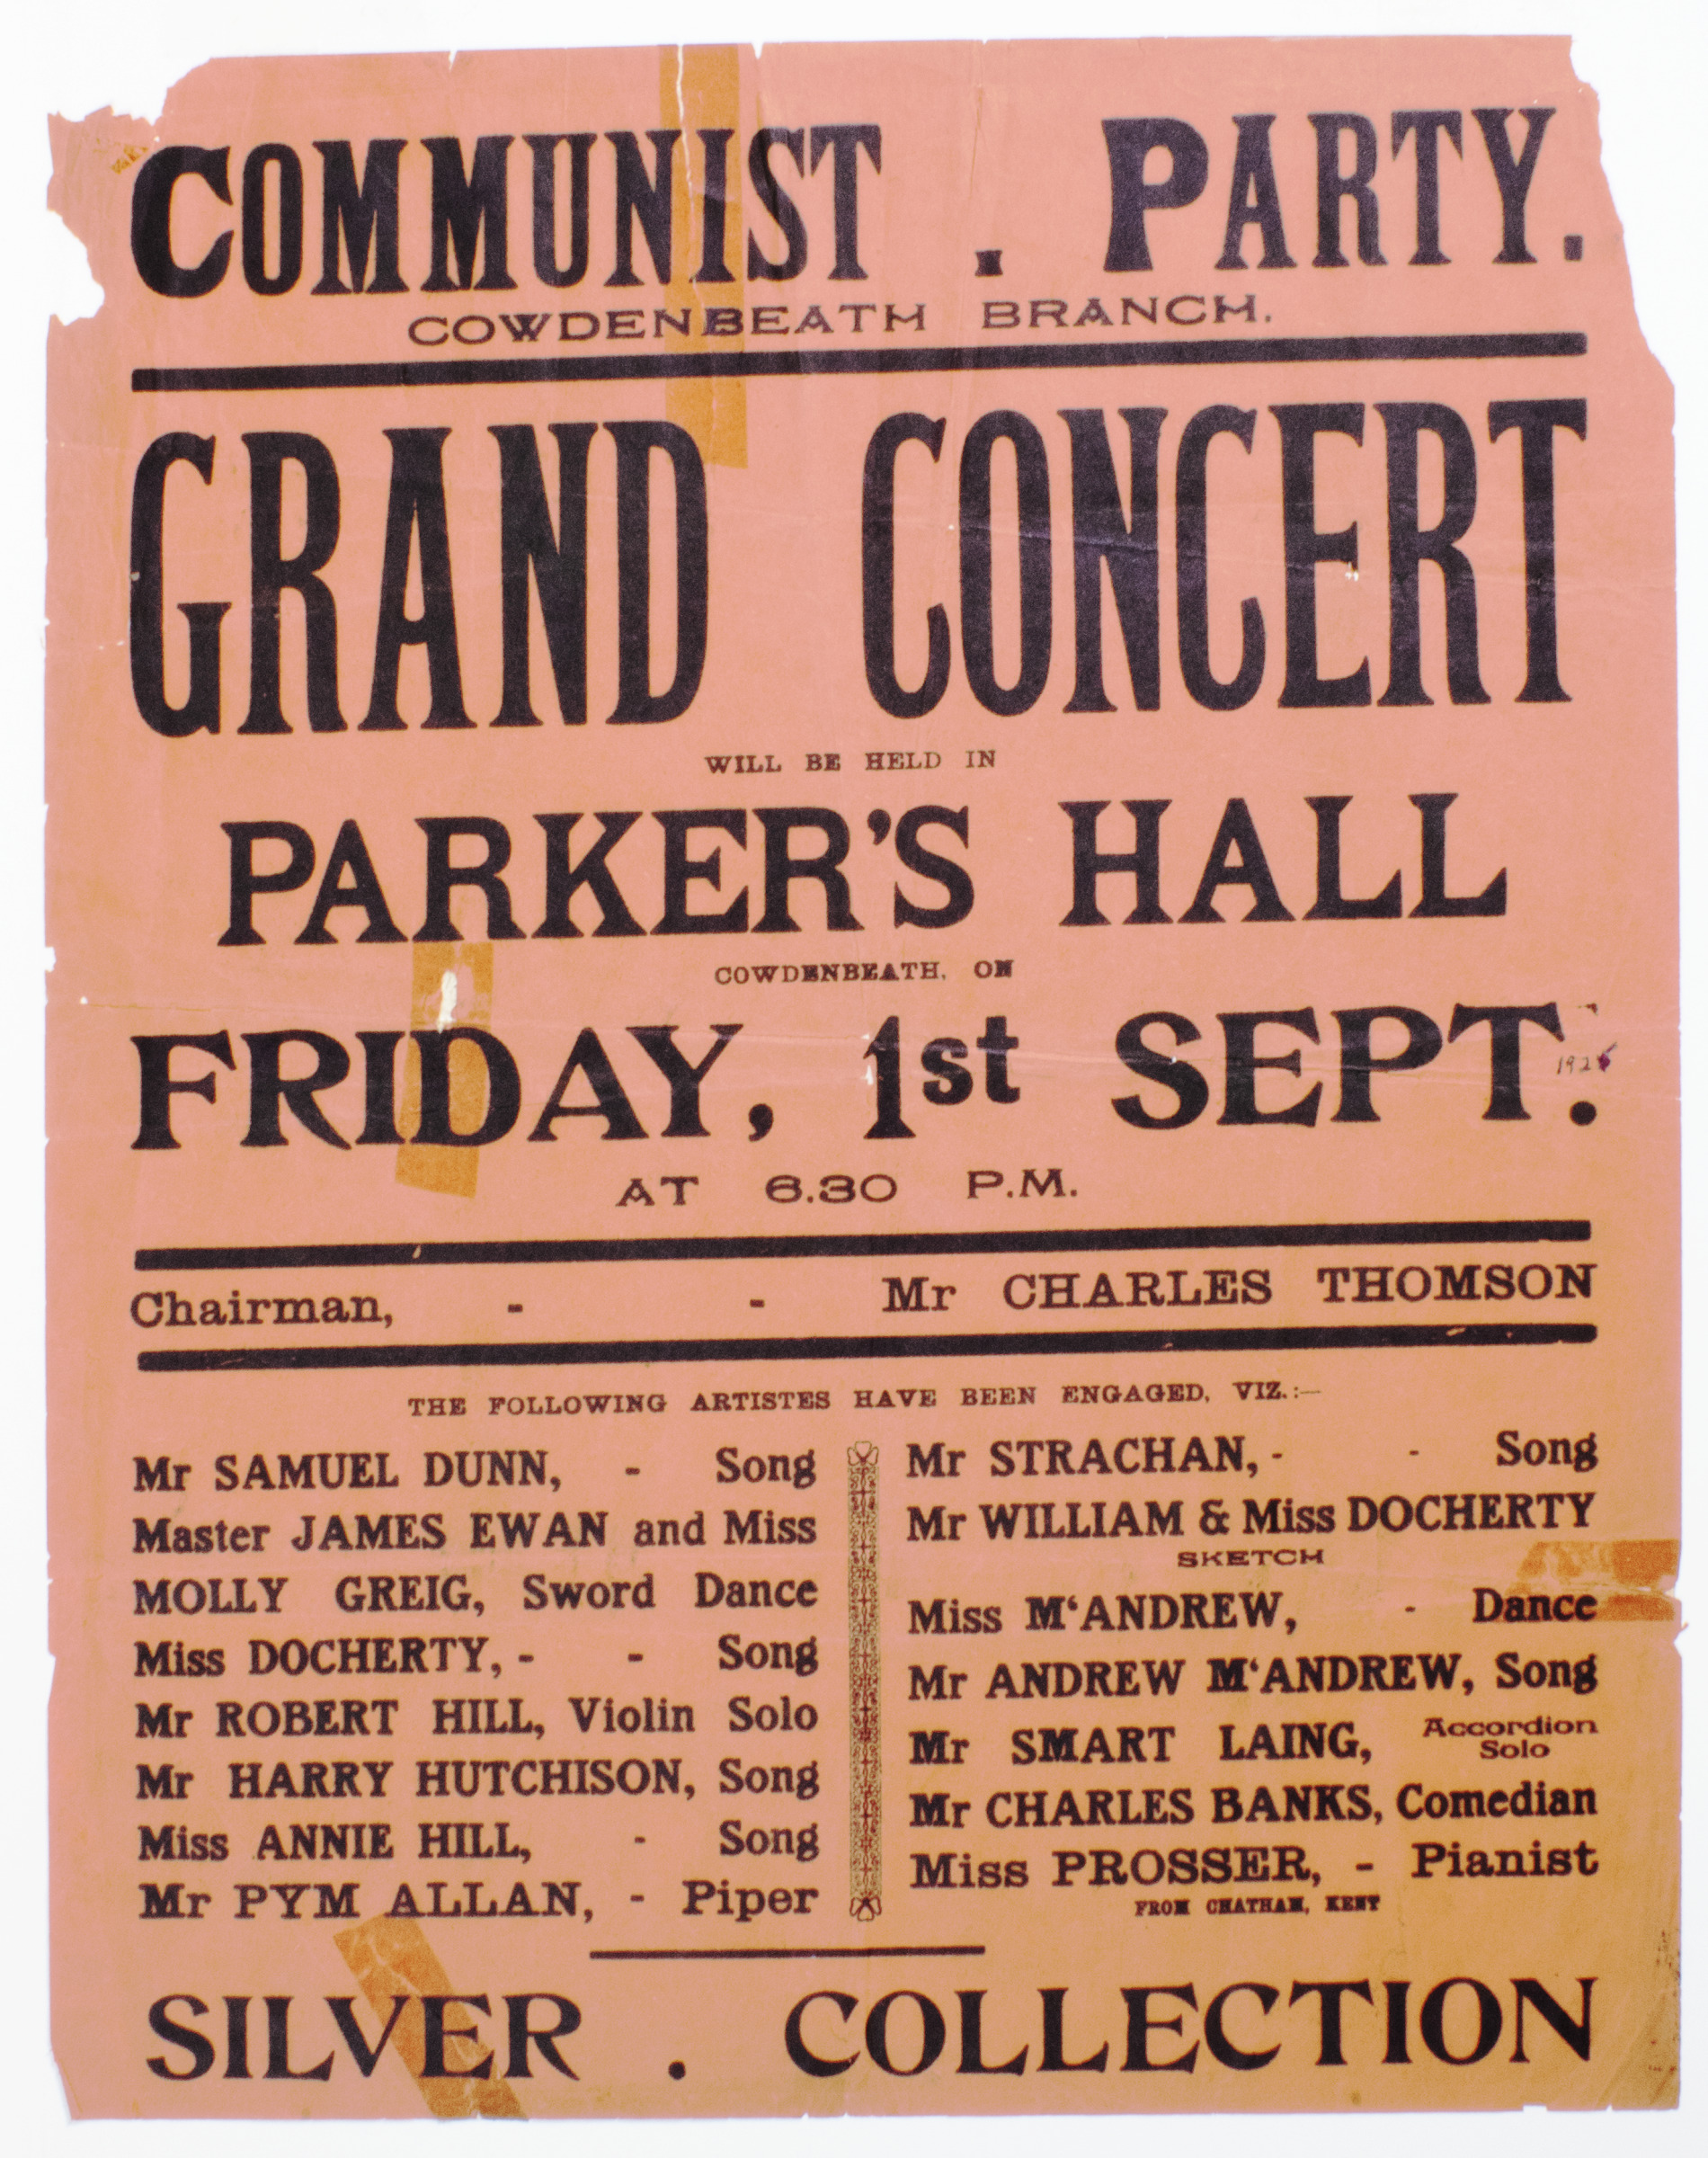 COMMUNIST . PARTY.
COWDENBEATH BRANCH.
GRAND CONCERT
WILL BE HELD IN
PARKER'S HALL
COWDENBEATH, ON
FRIDAY, 1st SEPT.
AT 6.30 P.M.
Chairman, - - Mr CHARLES THOMSON
THE FOLLOWING ARTISTES HAVE BEEN ENGAGED, VIZ.:—
Mr SAMUEL DUNN, - Song
Master JAMES EWAN and Miss
MOLLY GREIG, Sword Dance
Miss DOCHERTY, - - Song
Mr ROBERT HILL, Violin Solo
Mr HARRY HUTCHISON, Song
Miss ANNIE HILL, - Song
Mr PYM ALLAN, - Piper
Mr STRACHAN, - - Song
Mr WILLIAM & Miss DOCHERTY
SKETCH
Miss M‘ANDREW, - Dance
Mr ANDREW M‘ANDREW, Song
Mr SMART LAING, Accordion
Solo
Mr CHARLES BANKS, Comedian
Miss PROSSER, - Pianist
FROM CHATHAM, KENT
SILVER . COLLECTION